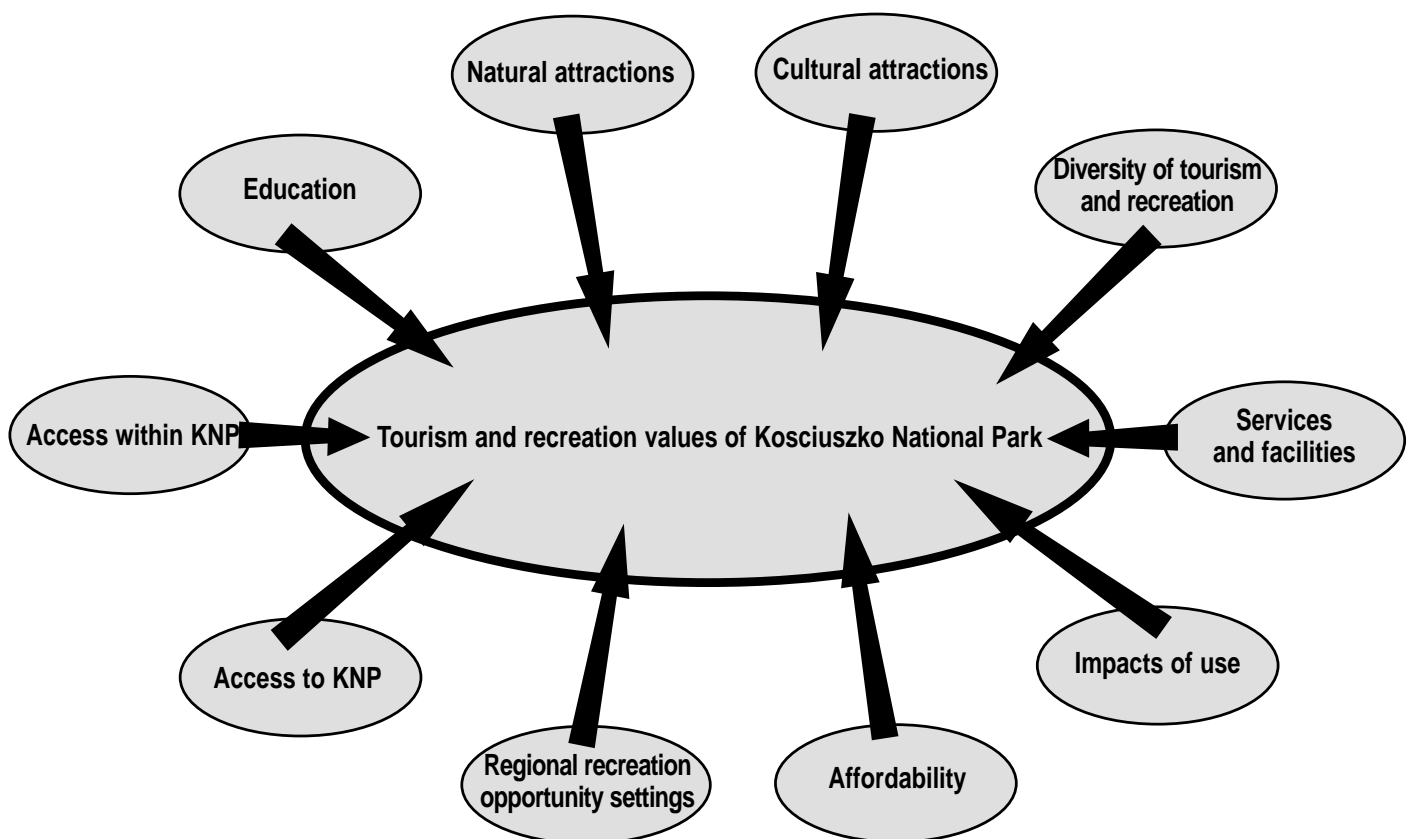 Natural attractions
Cultural attractions
Education
Diversity of tourism
and recreation
Access within KNP
Tourism and recreation values of Kosciuszko National Park
Services
and facilities
Access to KNP
Impacts of use
Regional recreation
opportunity settings
Affordability